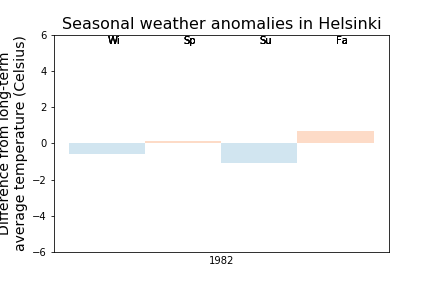 Seasonal weather anomalies in Helsinki
Difference from long-term
average temperature (Celsius)
6
4
2
0
−2
−4
−6
Wi Sp Su Fa
1982